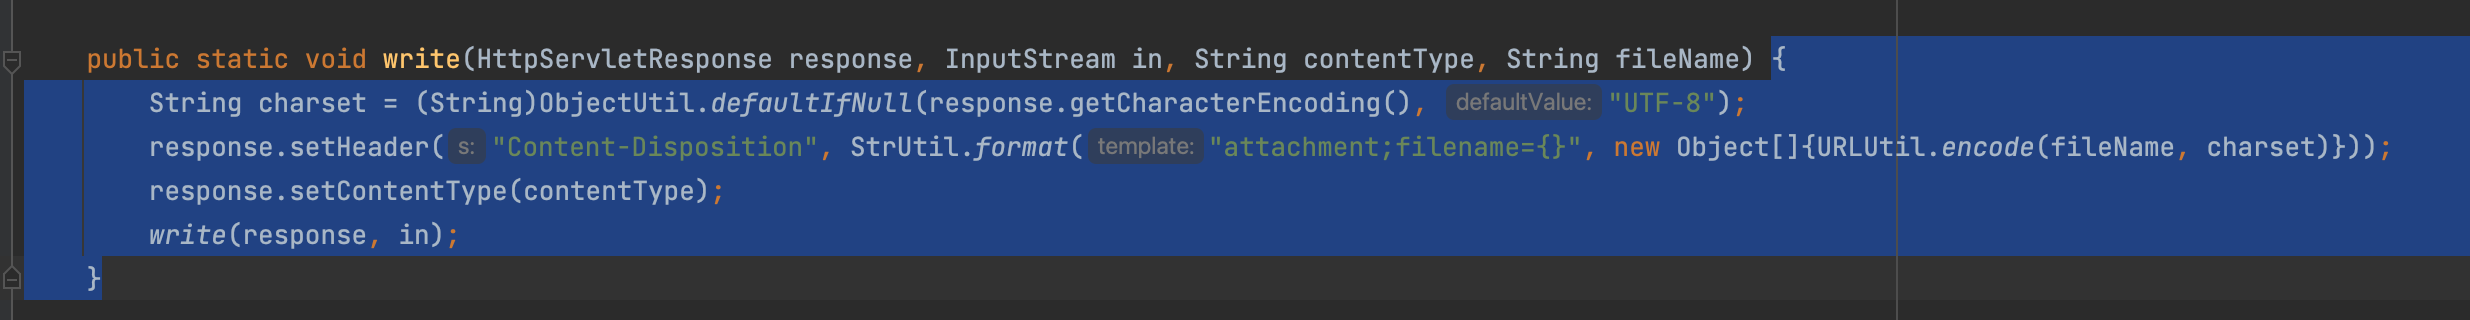 public static void write(HttpServletResponse response, InputStream in, String contentType, String fileName) {
String charset = (String)ObjectUtil.defaultIfNull(response.getCharacterEncoding(), defaultValue: "UTF-8");
response.setHeader( s: "Content-Disposition", StrUtil.format( template: "attachment;filename={}", new Object[]{URLUtil.encode(fileName, charset)}));
response.setContentType(contentType);
write(response, in);
}